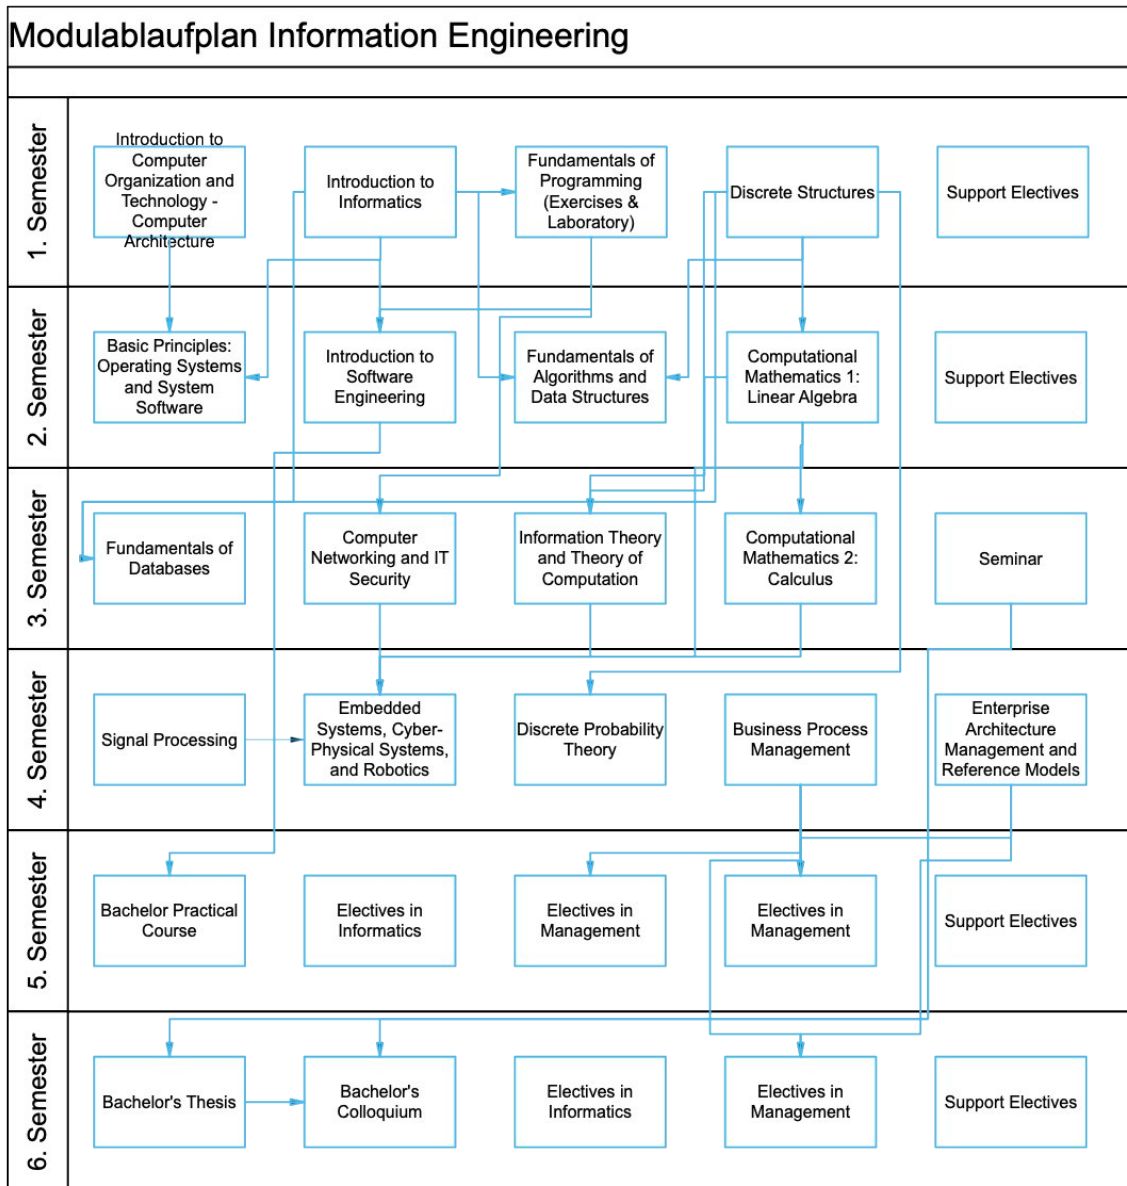 Modulablaufplan Information Engineering
1. Semester
Introduction to
Computer
Organization and
Technology -
Computer
Architecture
Introduction to
Informatics
Fundamentals of
Programming
(Exercises &
Laboratory)
Discrete Structures
Support Electives
2. Semester
Basic Principles:
Operating Systems
and System
Software
Introduction to
Software
Engineering
Fundamentals of
Algorithms and
Data Structures
Computational
Mathematics 1:
Linear Algebra
Support Electives
3. Semester
Fundamentals of
Databases
Computer
Networking and IT
Security
Information Theory
and Theory of
Computation
Computational
Mathematics 2:
Calculus
Seminar
4. Semester
Signal Processing
Embedded
Systems, Cyber-
Physical Systems,
and Robotics
Discrete Probability
Theory
Business Process
Management
Enterprise
Architecture
Management and
Reference Models
5. Semester
Bachelor Practical
Course
Electives in
Informatics
Electives in
Management
Electives in
Management
Support Electives
6. Semester
Bachelor's Thesis
Bachelor's
Colloquium
Electives in
Informatics
Electives in
Management
Support Electives